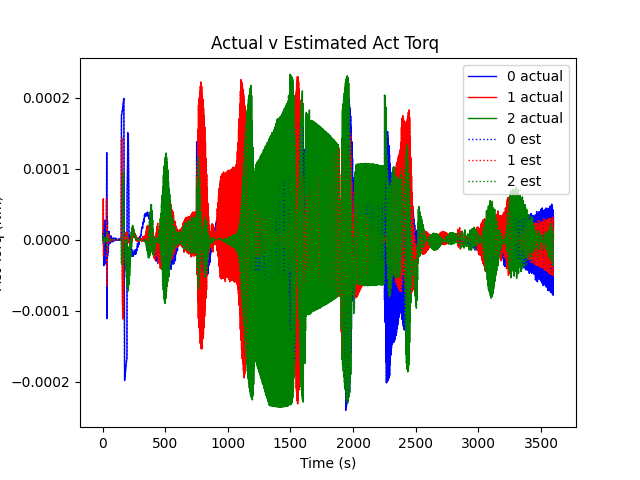 Actual v Estimated Act Torq
0 actual
1 actual
2 actual
0 est
1 est
2 est
0.0002
0.0001
0.0000
−0.0001
−0.0002
0 500 1000 1500 2000 2500 3000 3500
Time (s)